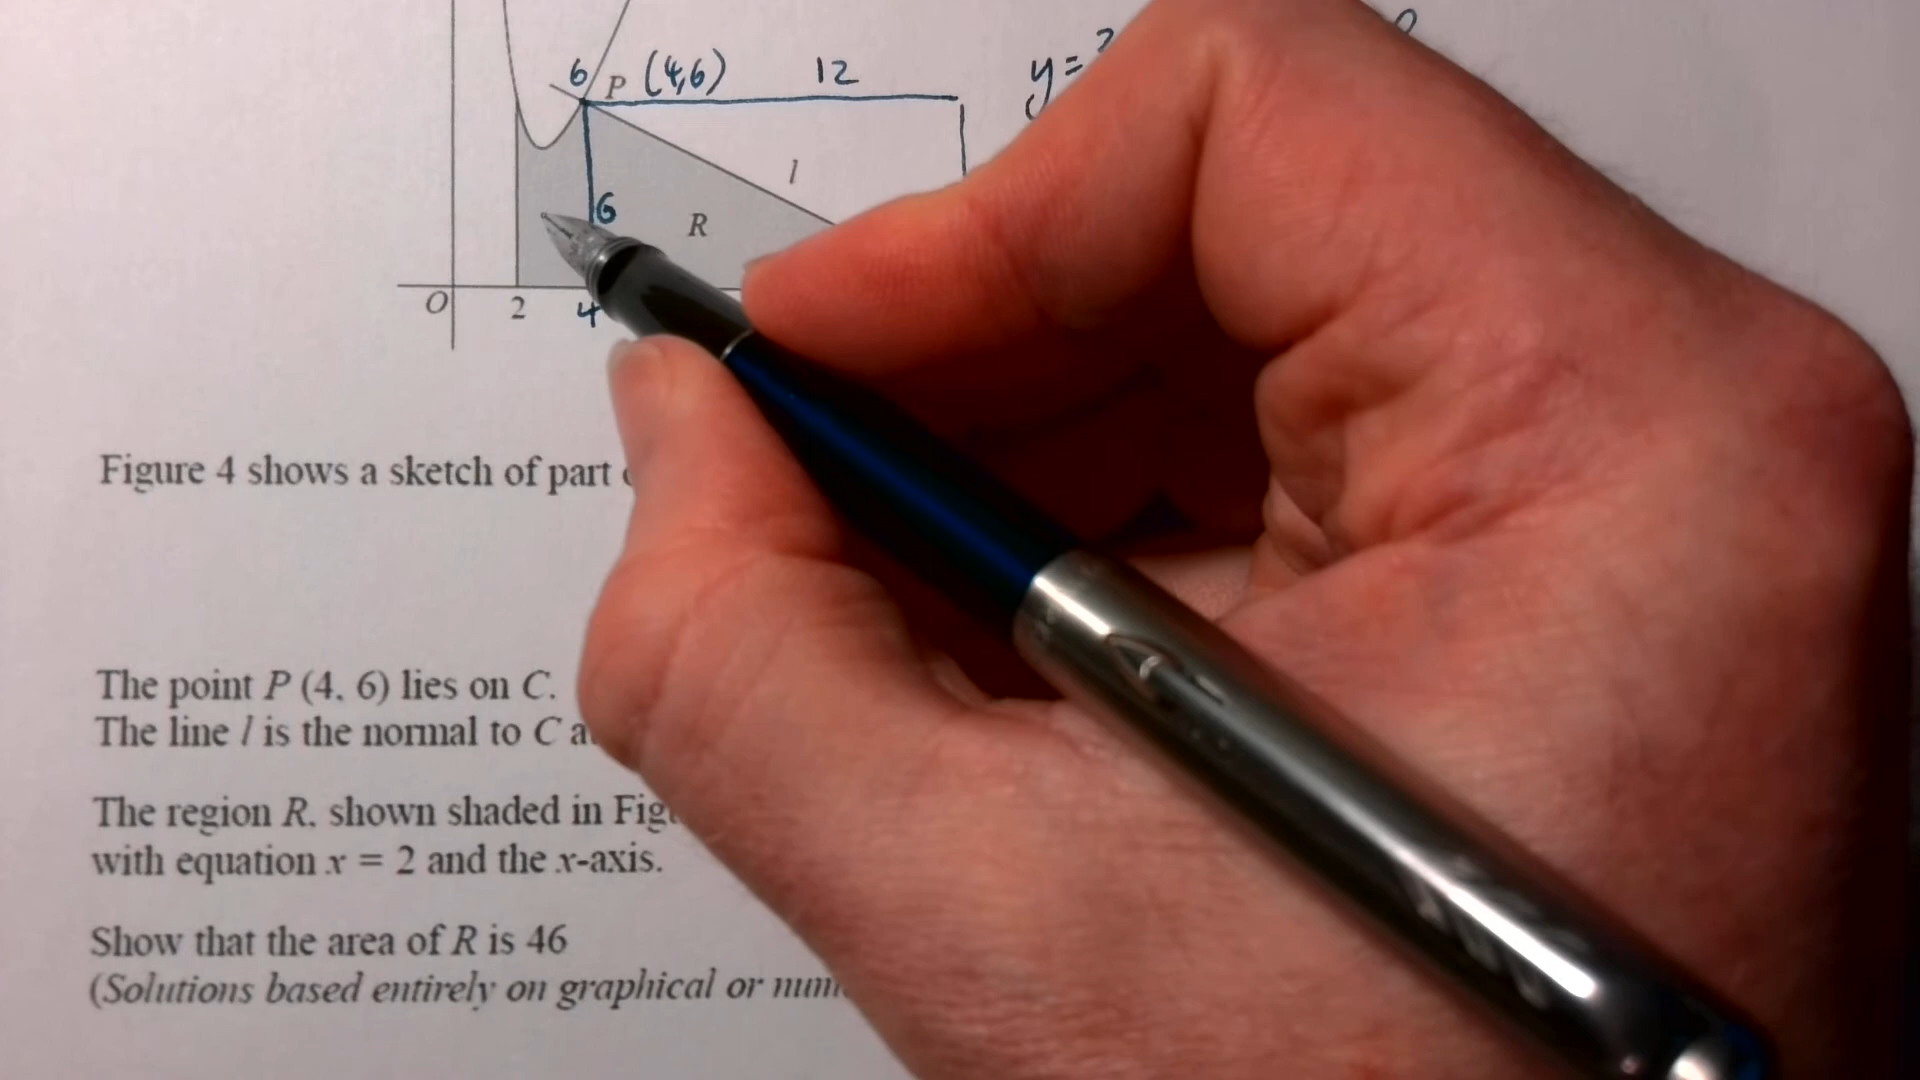 6 P (4,6) 12
y=
l
6
R
O 2 4
Figure 4 shows a sketch of part
The point P (4, 6) lies on C.
The line l is the normal to C
The region R, shown shaded in
with equation x = 2 and the x-axis.
Show that the area of R is 46
(Solutions based entirely on graphical or